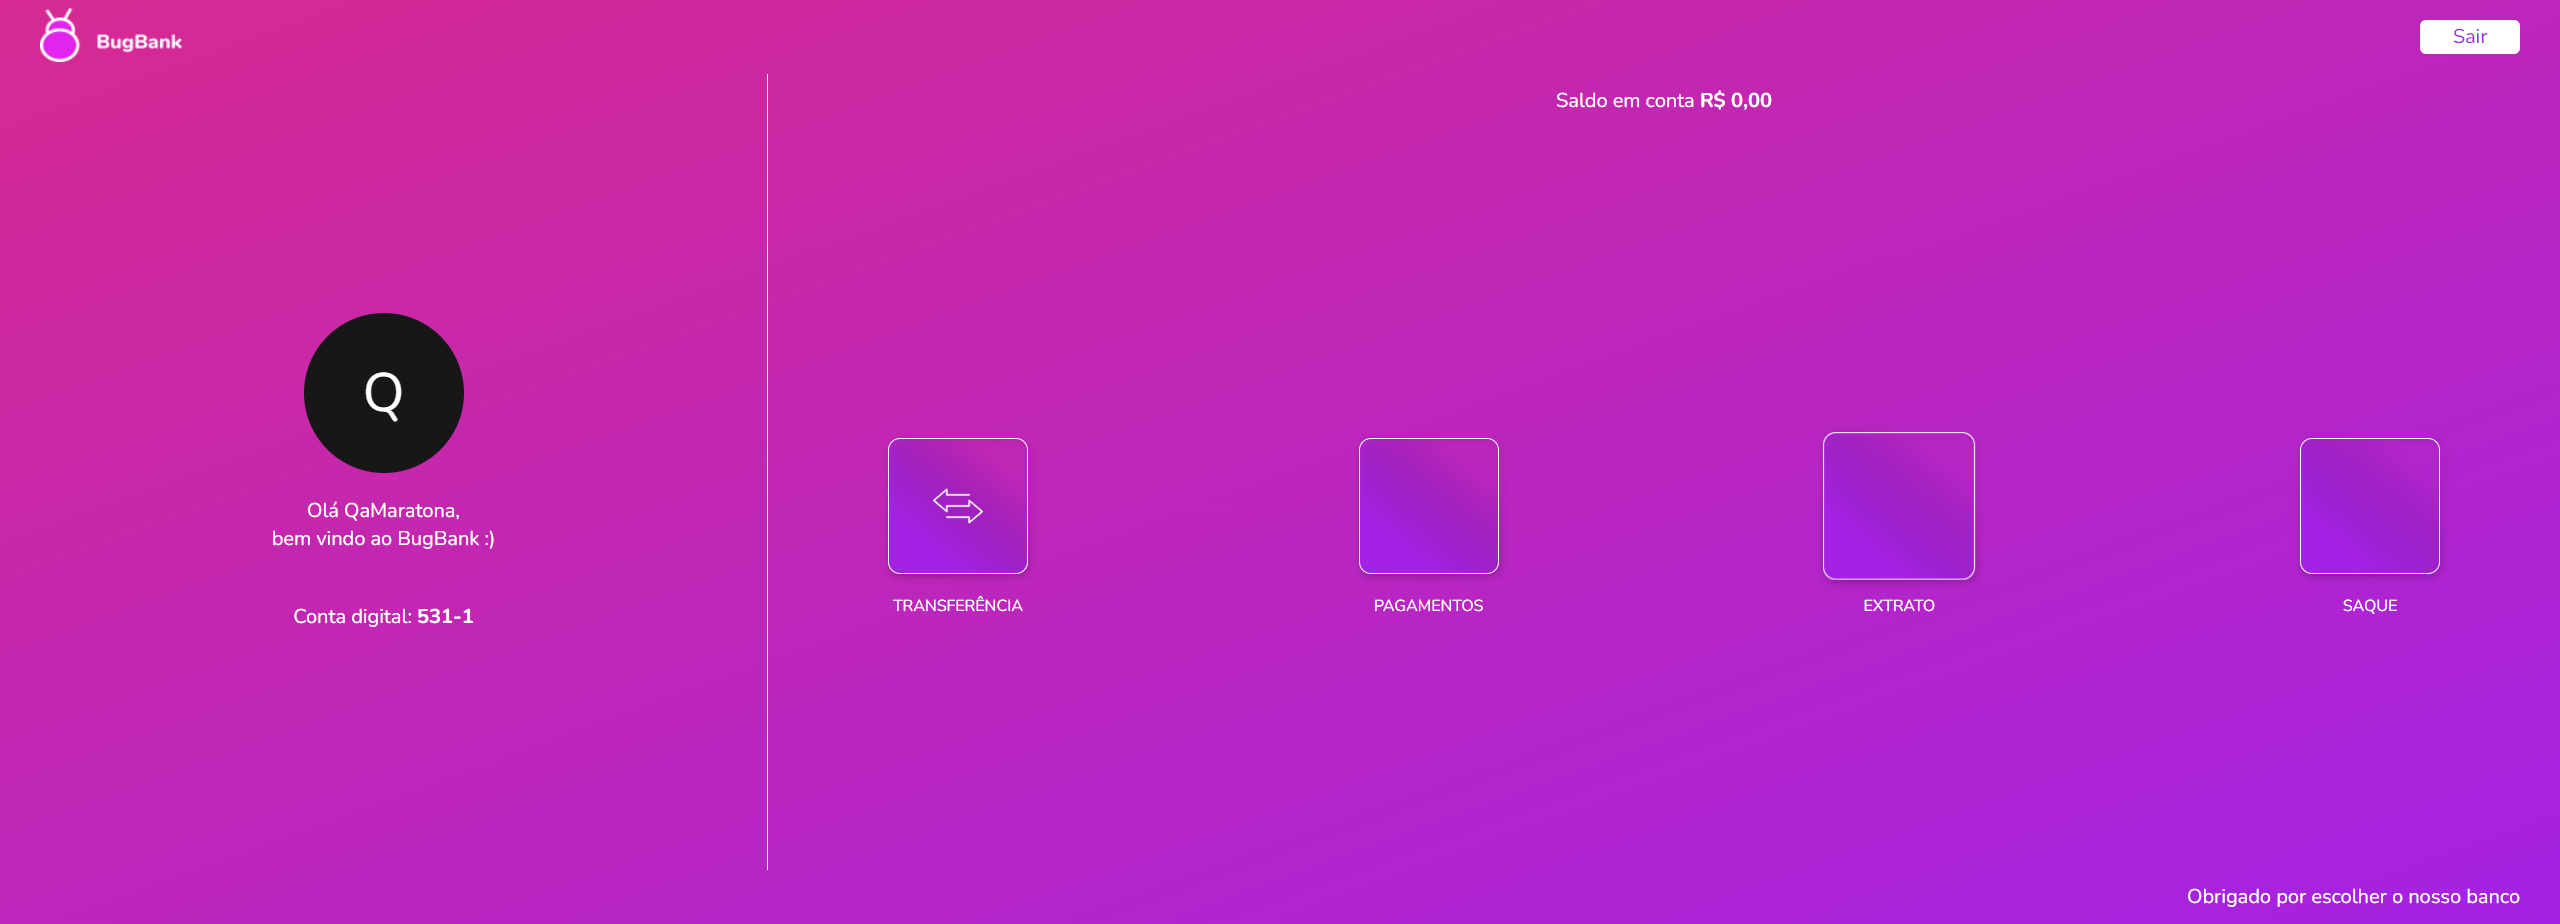 BugBank
Sair
Saldo em conta R$ 0,00
Q
Olá QaMaratona,
bem vindo ao BugBank :)
Conta digital: 531-1
TRANSFERÊNCIA
PAGAMENTOS
EXTRATO
SAQUE
Obrigado por escolher o nosso banco